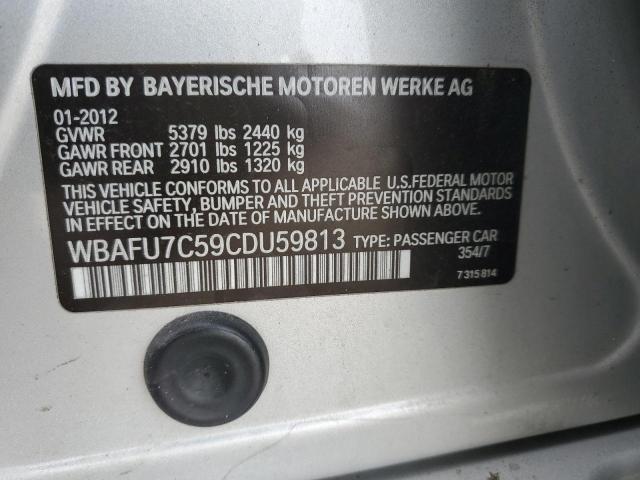 MFD BY BAYERISCHE MOTOREN WERKE AG
01-2012
GVWR 5379 lbs 2440 kg
GAWR FRONT 2701 lbs 1225 kg
GAWR REAR 2910 lbs 1320 kg
THIS VEHICLE CONFORMS TO ALL APPLICABLE U.S.FEDERAL MOTOR
VEHICLE SAFETY, BUMPER AND THEFT PREVENTION STANDARDS
IN EFFECT ON THE DATE OF MANUFACTURE SHOWN ABOVE.
WBAFU7C59CDU59813 TYPE: PASSENGER CAR
354/7
7 315 814